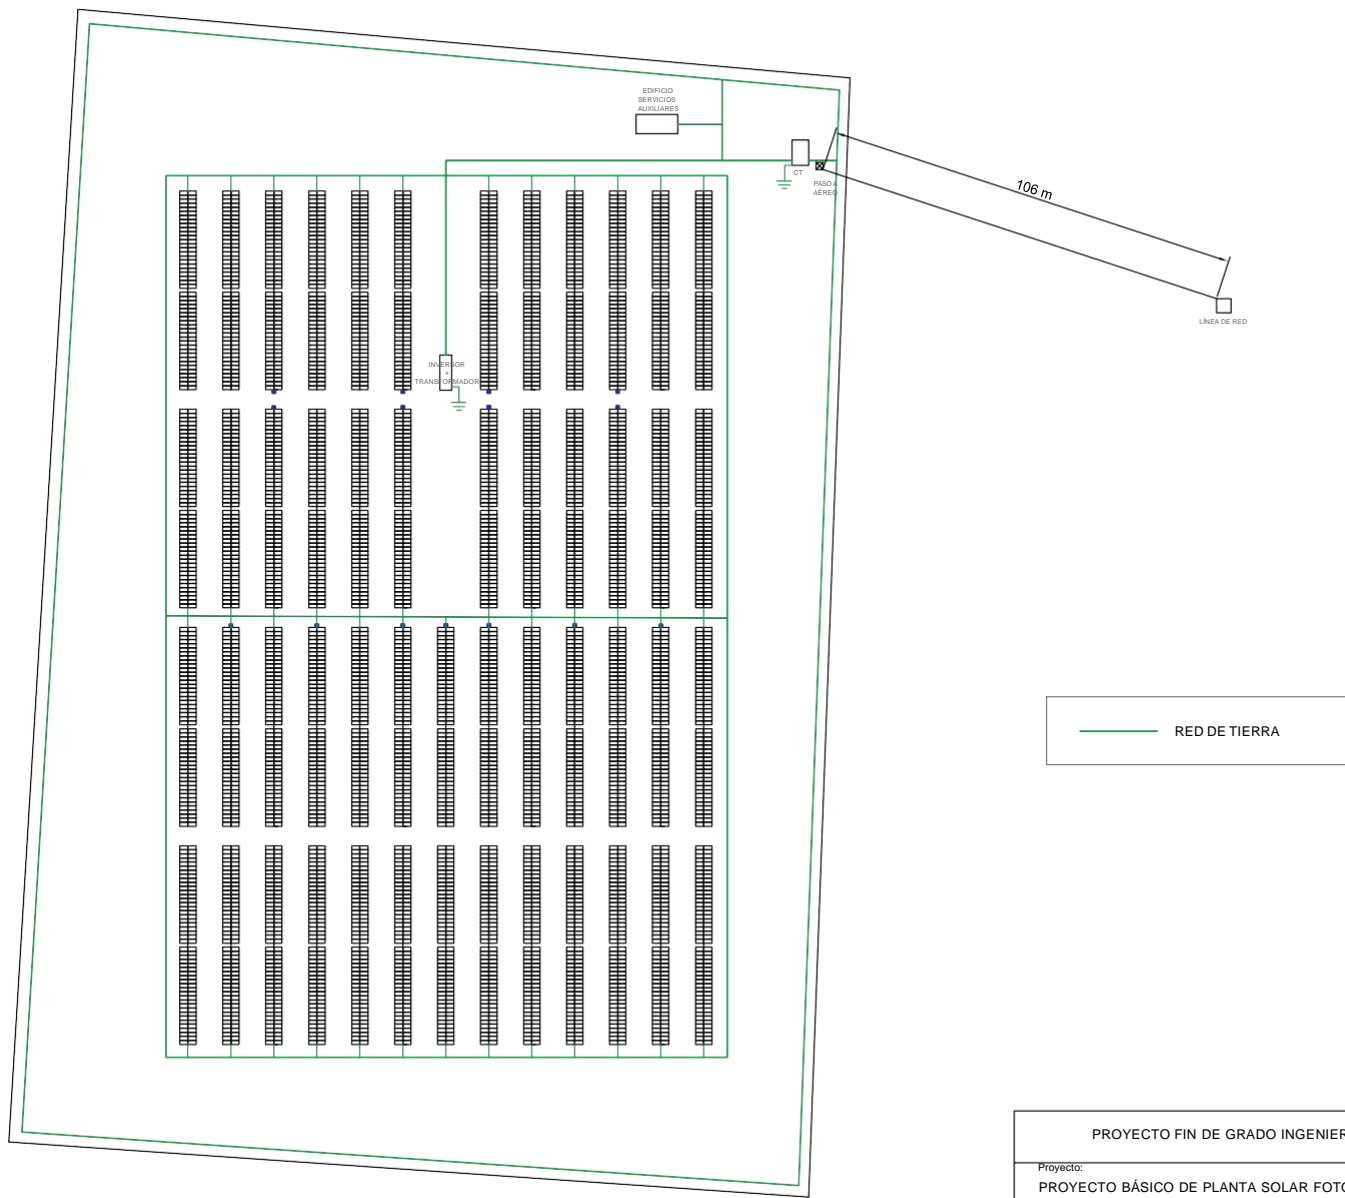 EDIFICIO
SERVICIOS
AUXILIARES
CT
PASO A
AÉREO
106 m
LÍNEA DE RED
INVERSOR
+
TRANSFORMADOR
RED DE TIERRA
PROYECTO FIN DE GRADO INGENIER
Proyecto:
PROYECTO BÁSICO DE PLANTA SOLAR FOTO